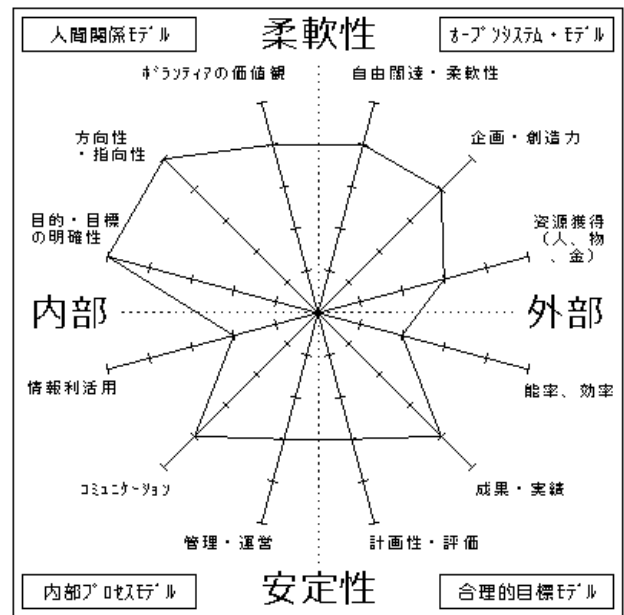 人間関係ﾓﾃﾞﾙ
柔軟性
ｵｰﾌﾟﾝｼｽﾃﾑ・ﾓﾃﾞﾙ
ﾎﾞﾗﾝﾃｨｱの価値観
自由闊達・柔軟性
方向性
・指向性
企画・創造力
目的・目標
の明確性
資源獲得
（人、物
、金）
内部
外部
情報利活用
能率、効率
ｺﾐｭﾆｹｰｼｮﾝ
成果・実績
管理・運営
計画性・評価
内部ﾌﾟﾛｾｽﾓﾃﾞﾙ
安定性
合理的目標ﾓﾃﾞﾙ